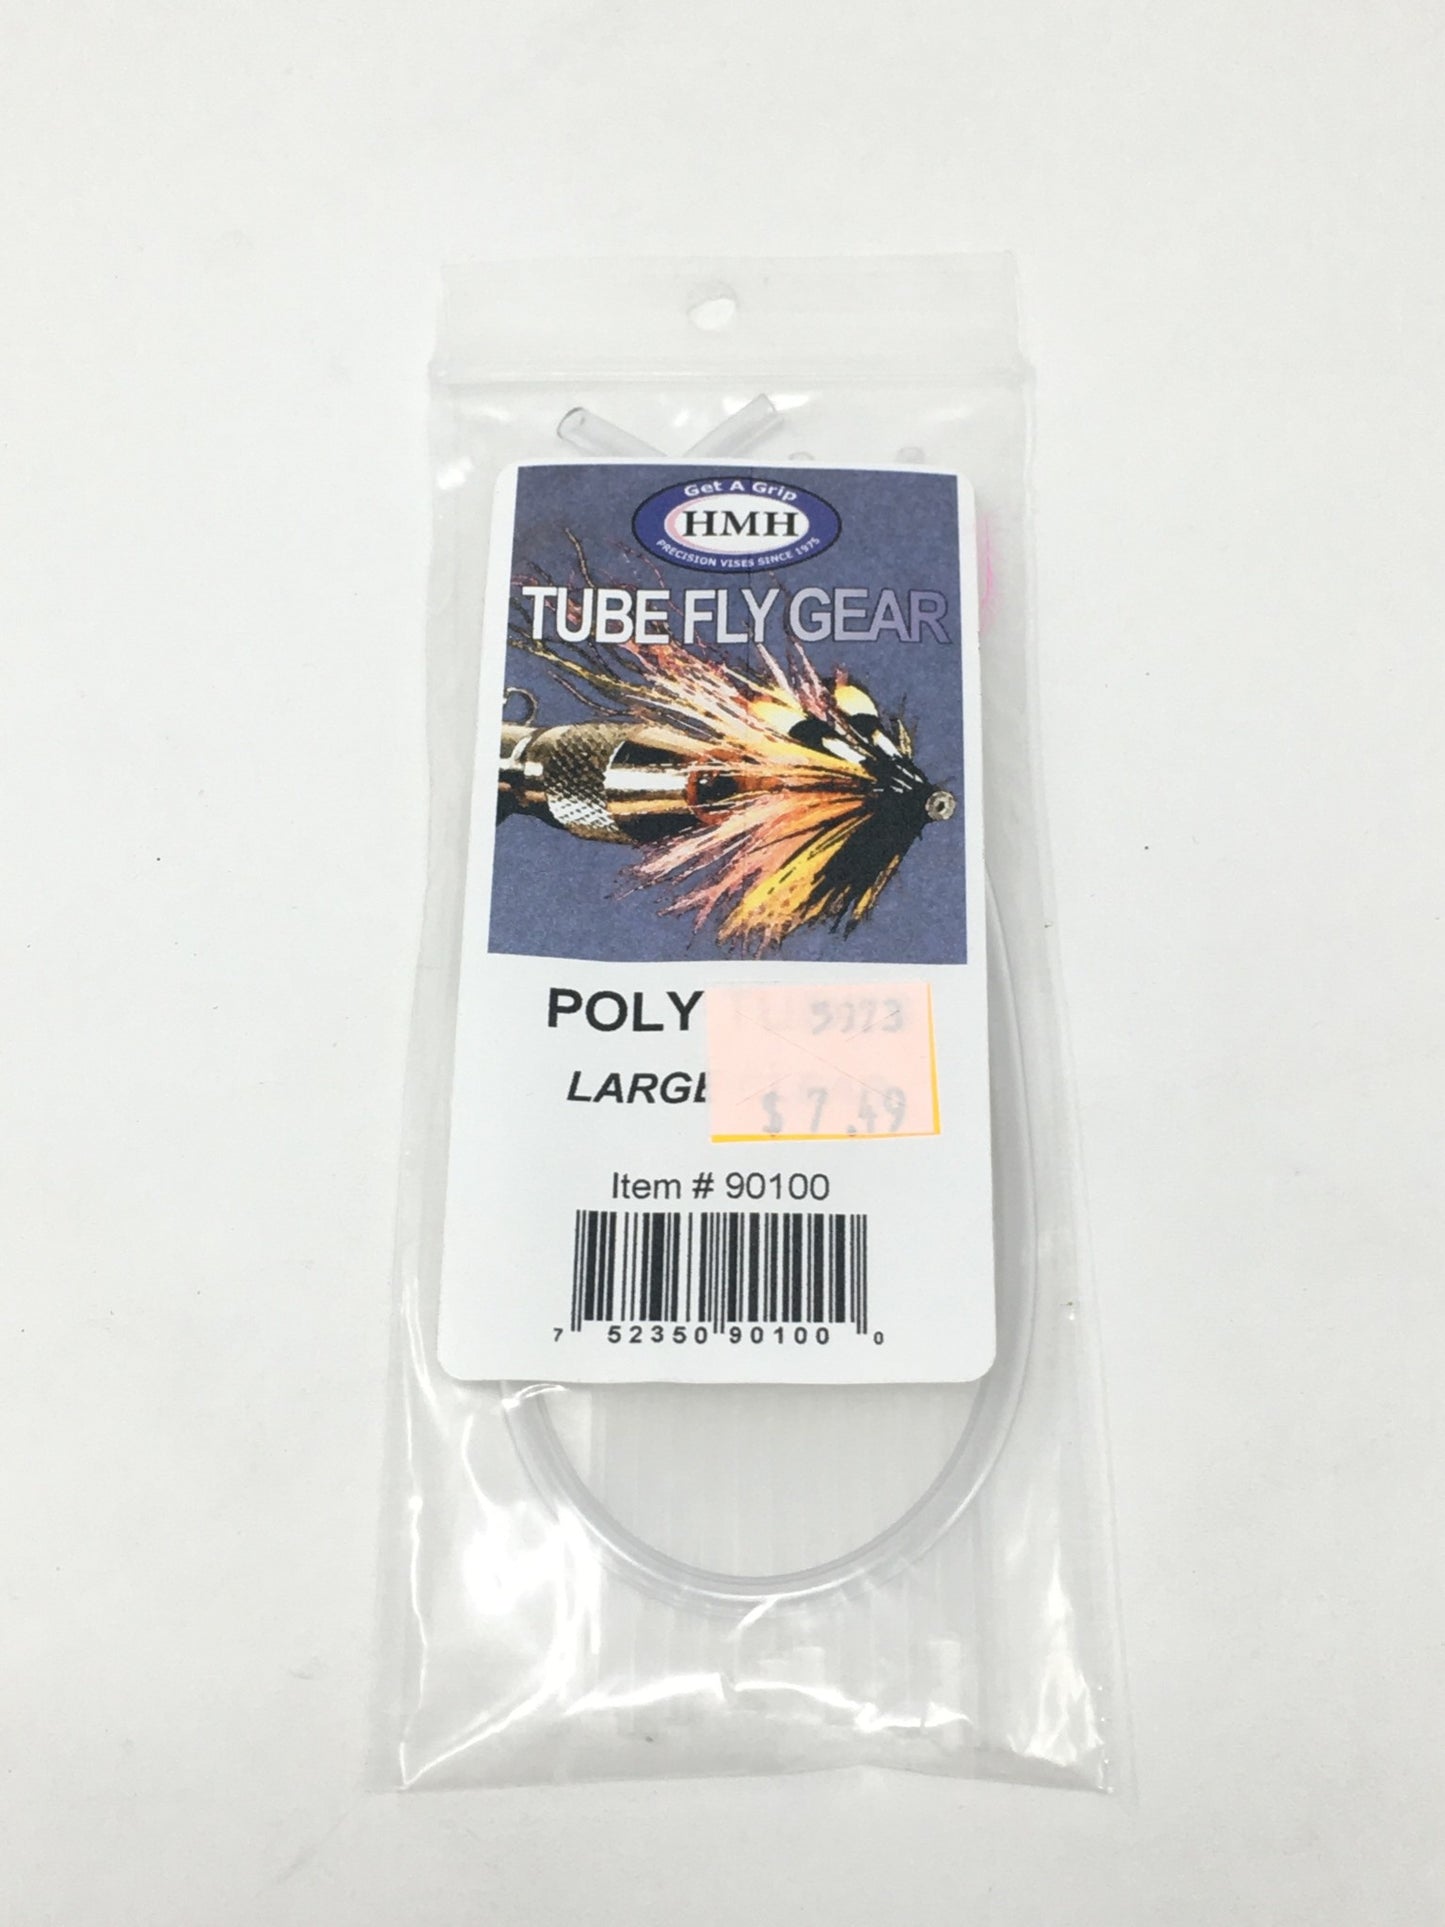 Get A Grip
HMH
PRECISION VISES SINCE 1975
TUBE FLY GEAR
POLY
LARGE
$7.49
Item # 90100
7 52350 90100 0